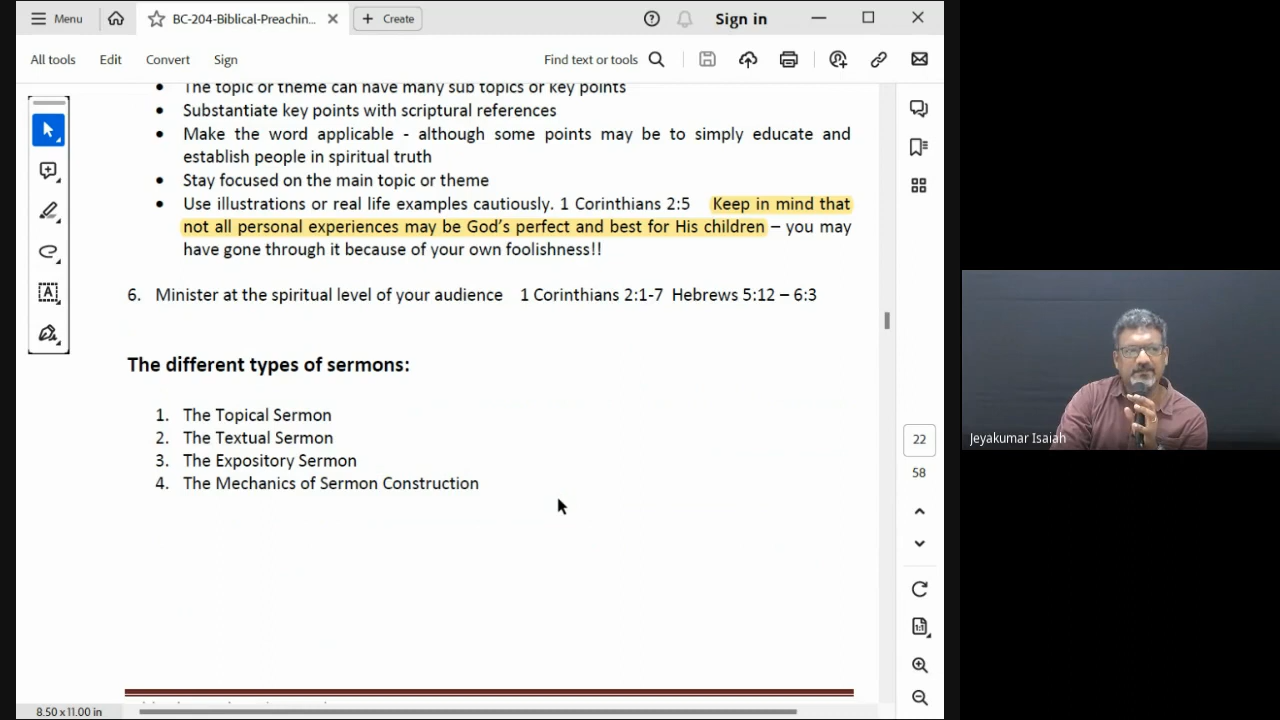 Menu
BC-204-Biblical-Preachin...
Create
Sign in
All tools
Edit
Convert
Sign
Find text or tools
• The topic or theme can have many sub topics or key points
• Substantiate key points with scriptural references
• Make the word applicable - although some points may be to simply educate and
establish people in spiritual truth
• Stay focused on the main topic or theme
• Use illustrations or real life examples cautiously. 1 Corinthians 2:5 Keep in mind that
not all personal experiences may be God's perfect and best for His children – you may
have gone through it because of your own foolishness!!
6. Minister at the spiritual level of your audience 1 Corinthians 2:1-7 Hebrews 5:12 – 6:3
The different types of sermons:
1. The Topical Sermon
2. The Textual Sermon
3. The Expository Sermon
4. The Mechanics of Sermon Construction
22
58
1:1
8.50 x 11.00 in
Jeyakumar Isaiah